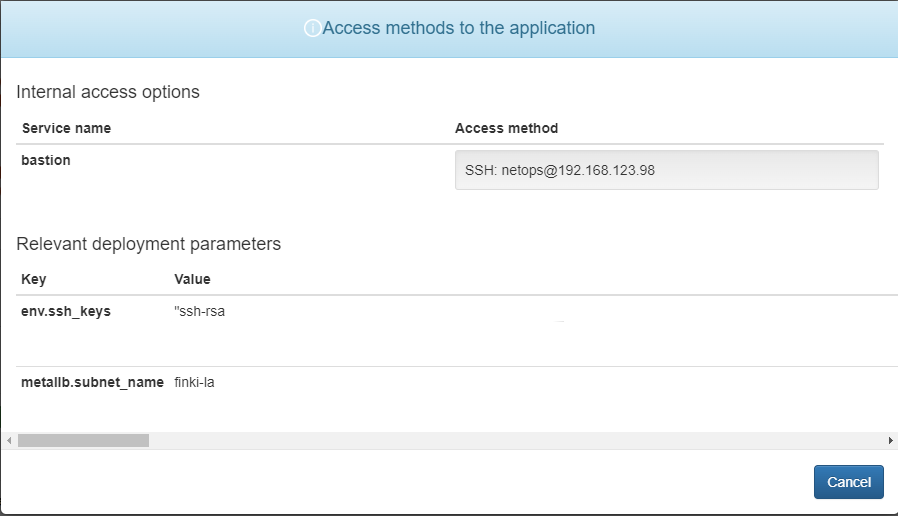 Access methods to the application
Internal access options
Service name Access method
bastion SSH: netops@192.168.123.98
Relevant deployment parameters
Key Value
env.ssh_keys "ssh-rsa
metallb.subnet_name finki-la
Cancel